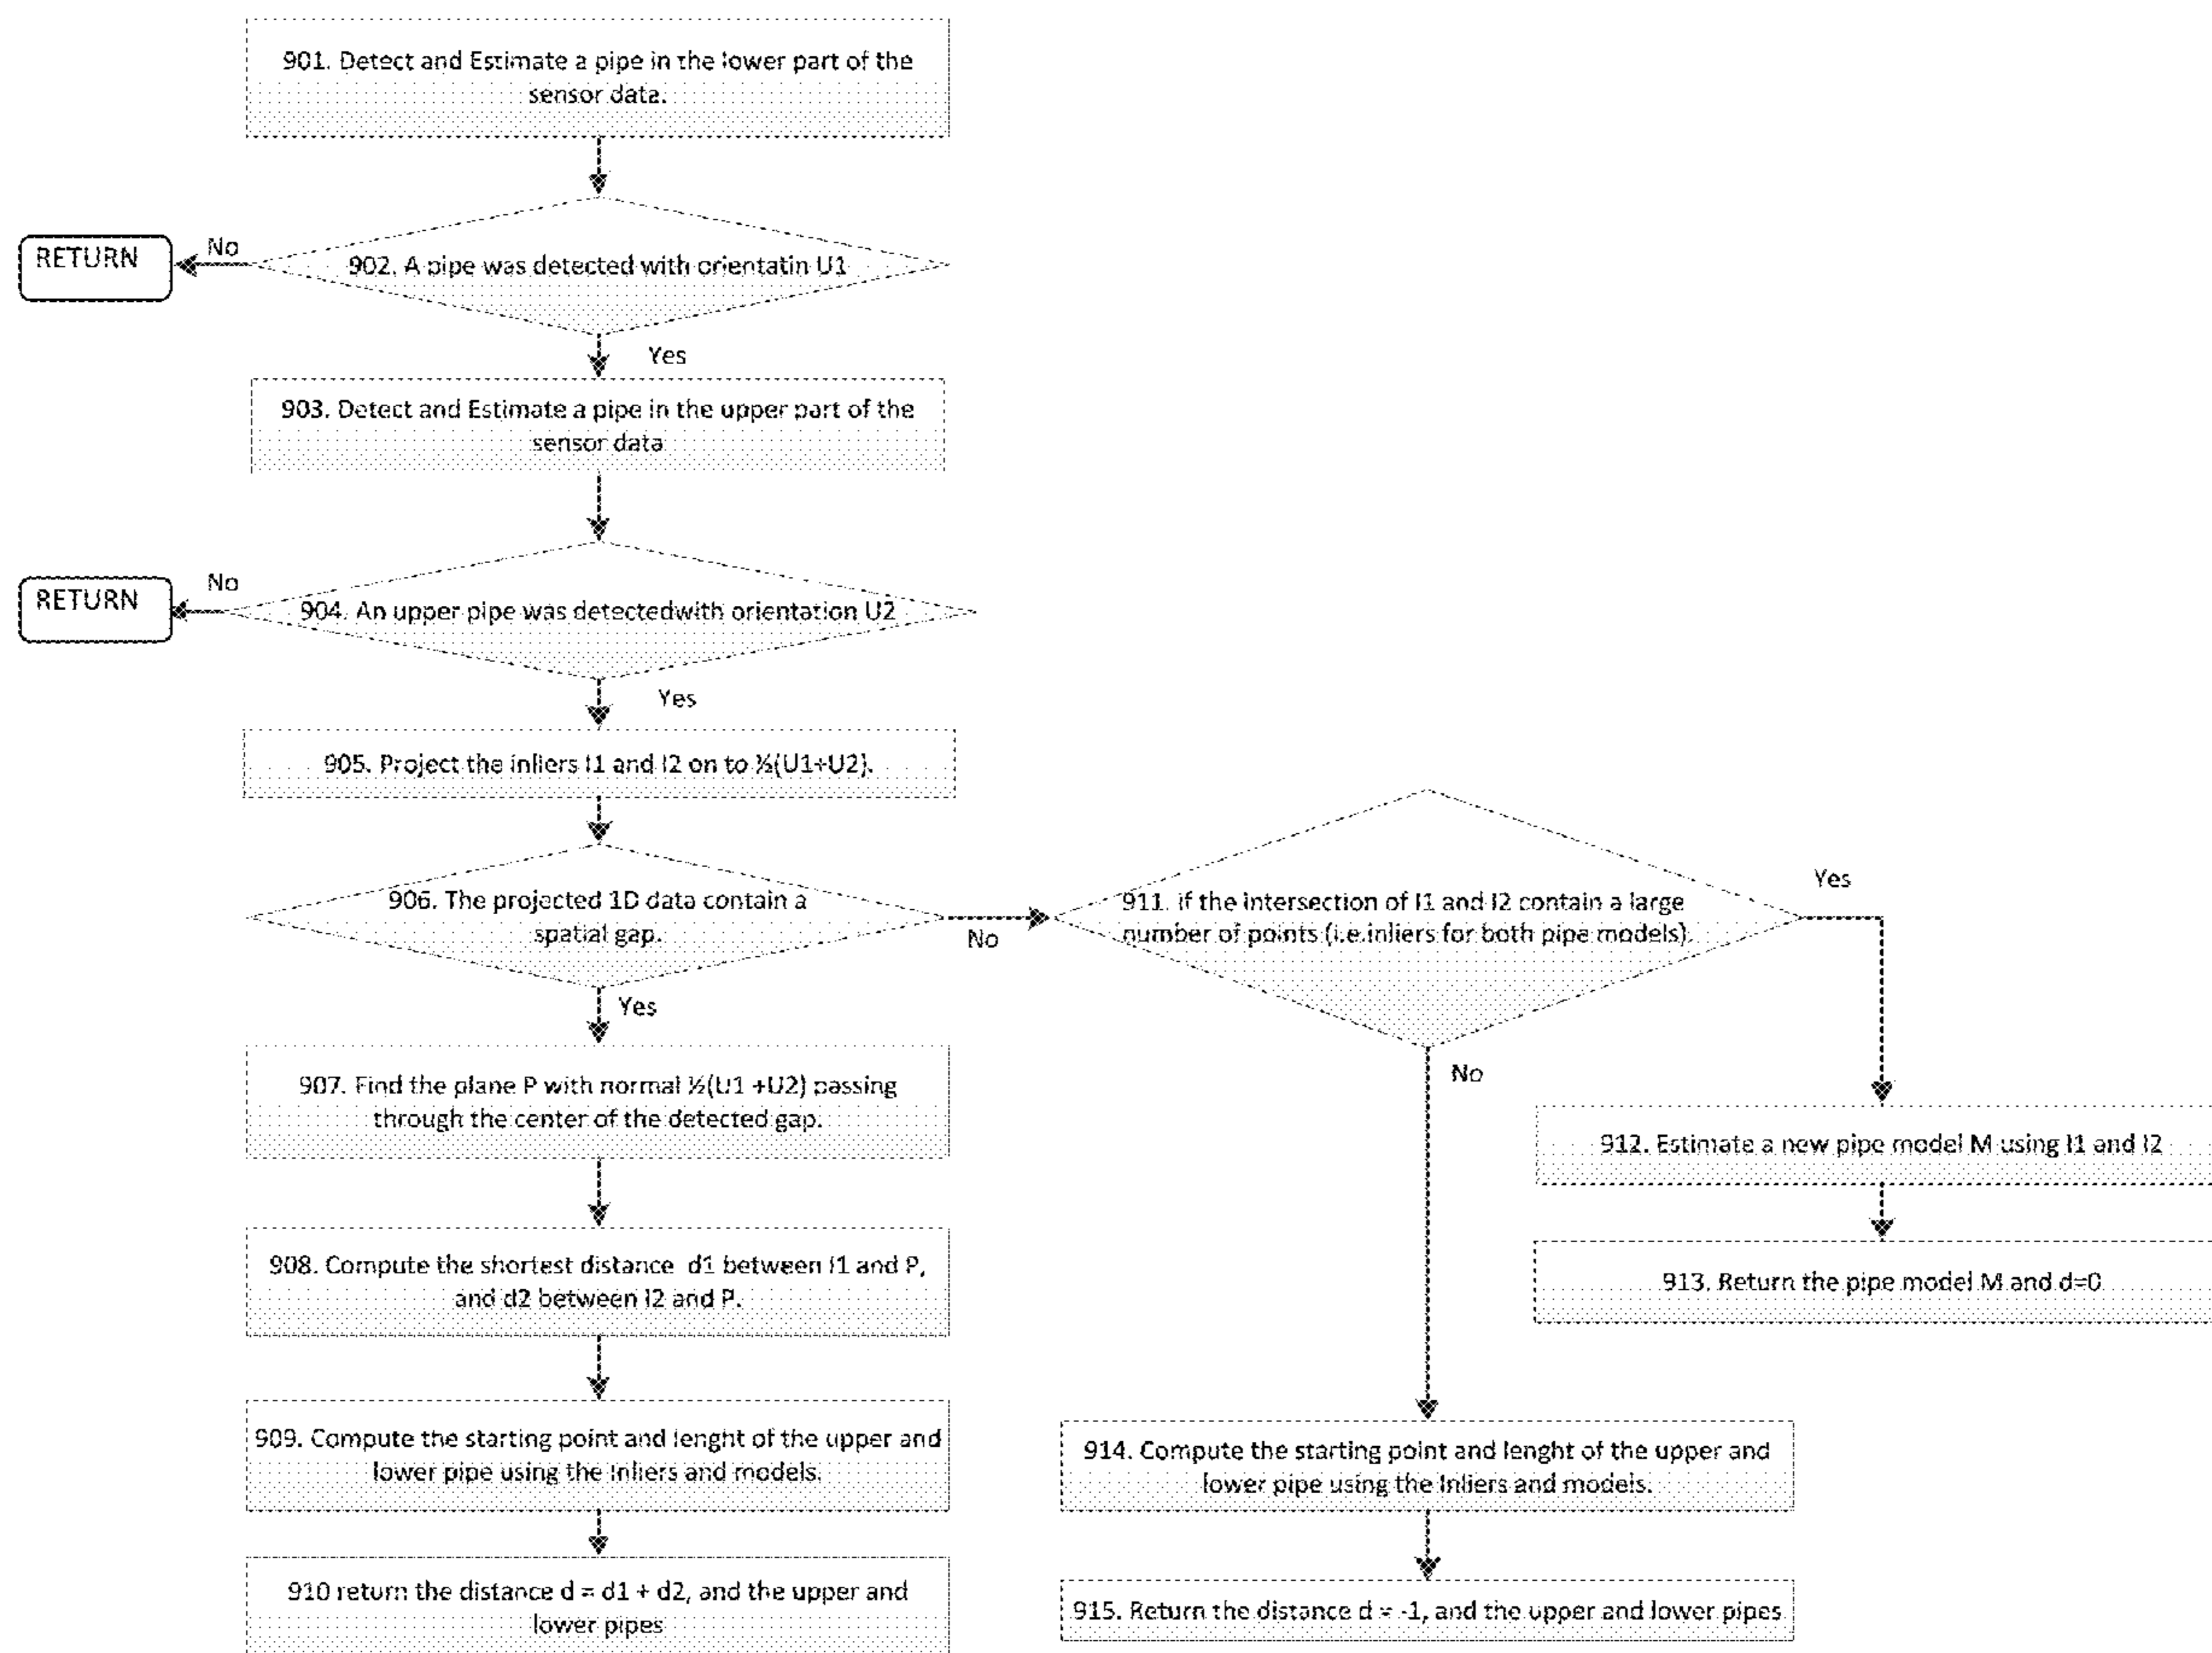 901. Detect and Estimate a pipe in the lower part of the
sensor data.
RETURN
No
902. A pipe was detected with orientatin U1
Yes
903. Detect and Estimate a pipe in the upper part of the
sensor data
RETURN
No
904. An upper pipe was detectedwith orientation U2
Yes
905. Project the inliers I1 and I2 on to ½(U1+U2).
906. The projected 1D data contain a
spatial gap.
No
Yes
911. if the intersection of I1 and I2 contain a large
number of points (i.e.inliers for both pipe models).
Yes
No
907. Find the plane P with normal ½(U1 +U2) passing
through the center of the detected gap.
912. Estimate a new pipe model M using I1 and I2
908. Compute the shortest distance d1 between I1 and P,
and d2 between I2 and P.
913. Return the pipe model M and d=0
909. Compute the starting point and lenght of the upper and
lower pipe using the Inliers and models.
914. Compute the starting point and lenght of the upper and
lower pipe using the Inliers and models.
910 return the distance d = d1 + d2, and the upper and
lower pipes
915. Return the distance d = -1, and the upper and lower pipes